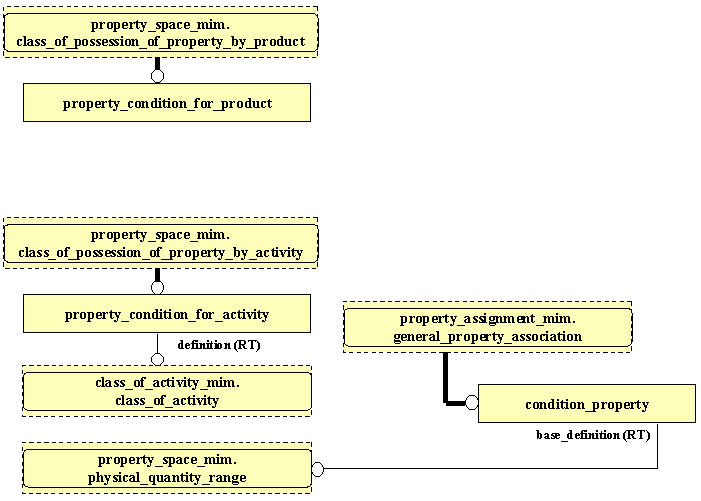 property_space_mim.
class_of_possession_of_property_by_product
property_condition_for_product
property_space_mim.
class_of_possession_of_property_by_activity
property_condition_for_activity
definition (RT)
class_of_activity_mim.
class_of_activity
property_space_mim.
physical_quantity_range
property_assignment_mim.
general_property_association
condition_property
base_definition (RT)